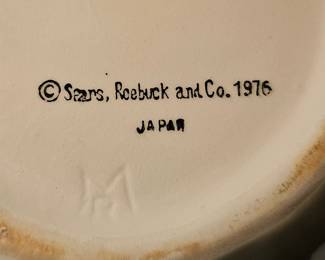 © Sears, Roebuck and Co. 1976
JAPAN